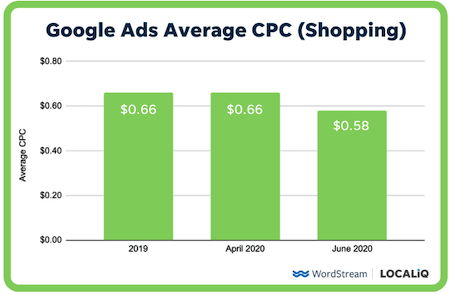 Google Ads Average CPC (Shopping)
$0.80
$0.60
$0.40
$0.20
$0.00
Average CPC
$0.66
$0.66
$0.58
2019
April 2020
June 2020
WordStream
LOCALiQ